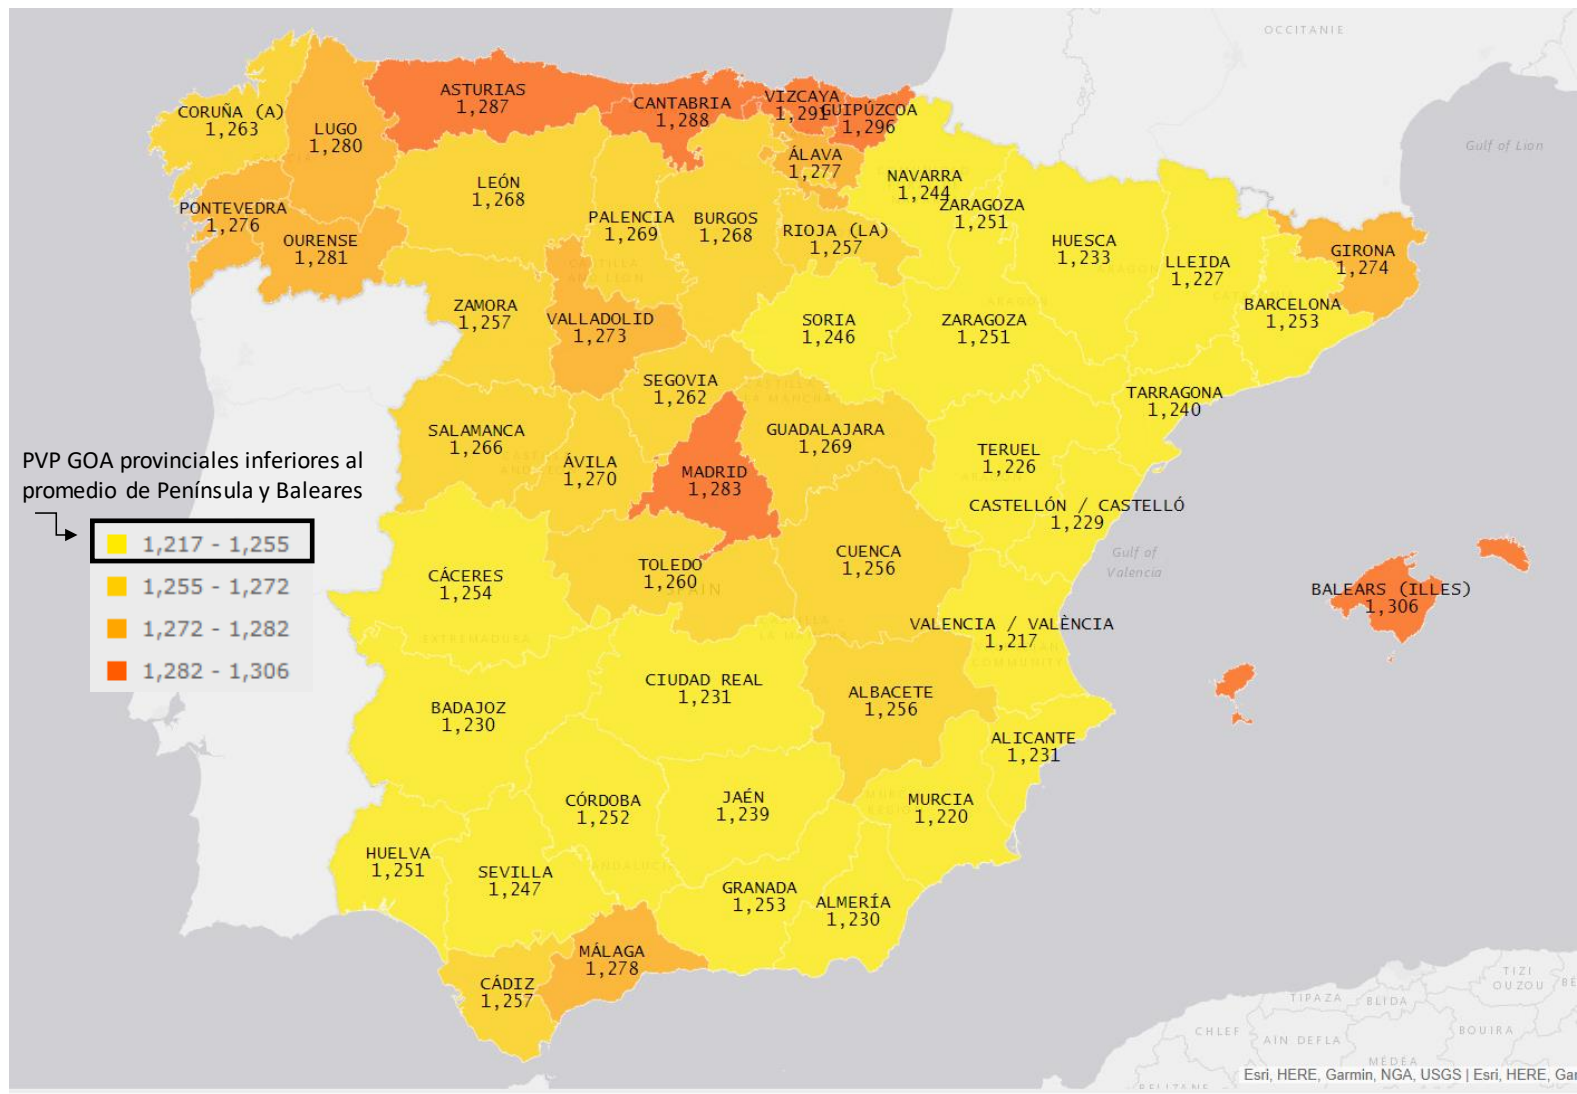 OCCITANIE
Gulf of Lion
CORUÑA (A)
1,263
LUGO
1,280
ASTURIAS
1,287
CANTABRIA
1,288
VIZCAYA
1,291
GUIPÚZCOA
1,296
ÁLAVA
1,277
NAVARRA
1,244
ZARAGOZA
1,251
PONTEVEDRA
1,276
OURENSE
1,281
LEÓN
1,268
PALENCIA
1,269
BURGOS
1,268
RIOJA (LA)
1,257
HUESCA
1,233
LLEIDA
1,227
GIRONA
1,274
BARCELONA
1,253
ZAMORA
1,257
VALLADOLID
1,273
SORIA
1,246
ZARAGOZA
1,251
SEGOVIA
1,262
TARRAGONA
1,240
SALAMANCA
1,266
ÁVILA
1,270
MADRID
1,283
GUADALAJARA
1,269
TERUEL
1,226
CASTELLÓN / CASTELLÓ
1,229
PVP GOA provinciales inferiores al
promedio de Península y Baleares
1,217 - 1,255
1,255 - 1,272
1,272 - 1,282
1,282 - 1,306
CÁCERES
1,254
TOLEDO
1,260
SPAIN
CUENCA
1,256
Gulf of
Valencia
BALEARS (ILLES)
1,306
VALENCIA / VALÈNCIA
1,217
EXTREMADURA
COMMUNITY
BADAJOZ
1,230
CIUDAD REAL
1,231
ALBACETE
1,256
ALICANTE
1,231
CÓRDOBA
1,252
JAÉN
1,239
MURCIA
1,220
HUELVA
1,251
SEVILLA
1,247
GRANADA
1,253
ALMERÍA
1,230
MÁLAGA
1,278
CÁDIZ
1,257
TIZI
OUZOU
TIPAZA
BLIDA
CHLEF
AÏN DEFLA
BOUIRA
MÉDÉA
Esri, HERE, Garmin, NGA, USGS | Esri, HERE, Gar